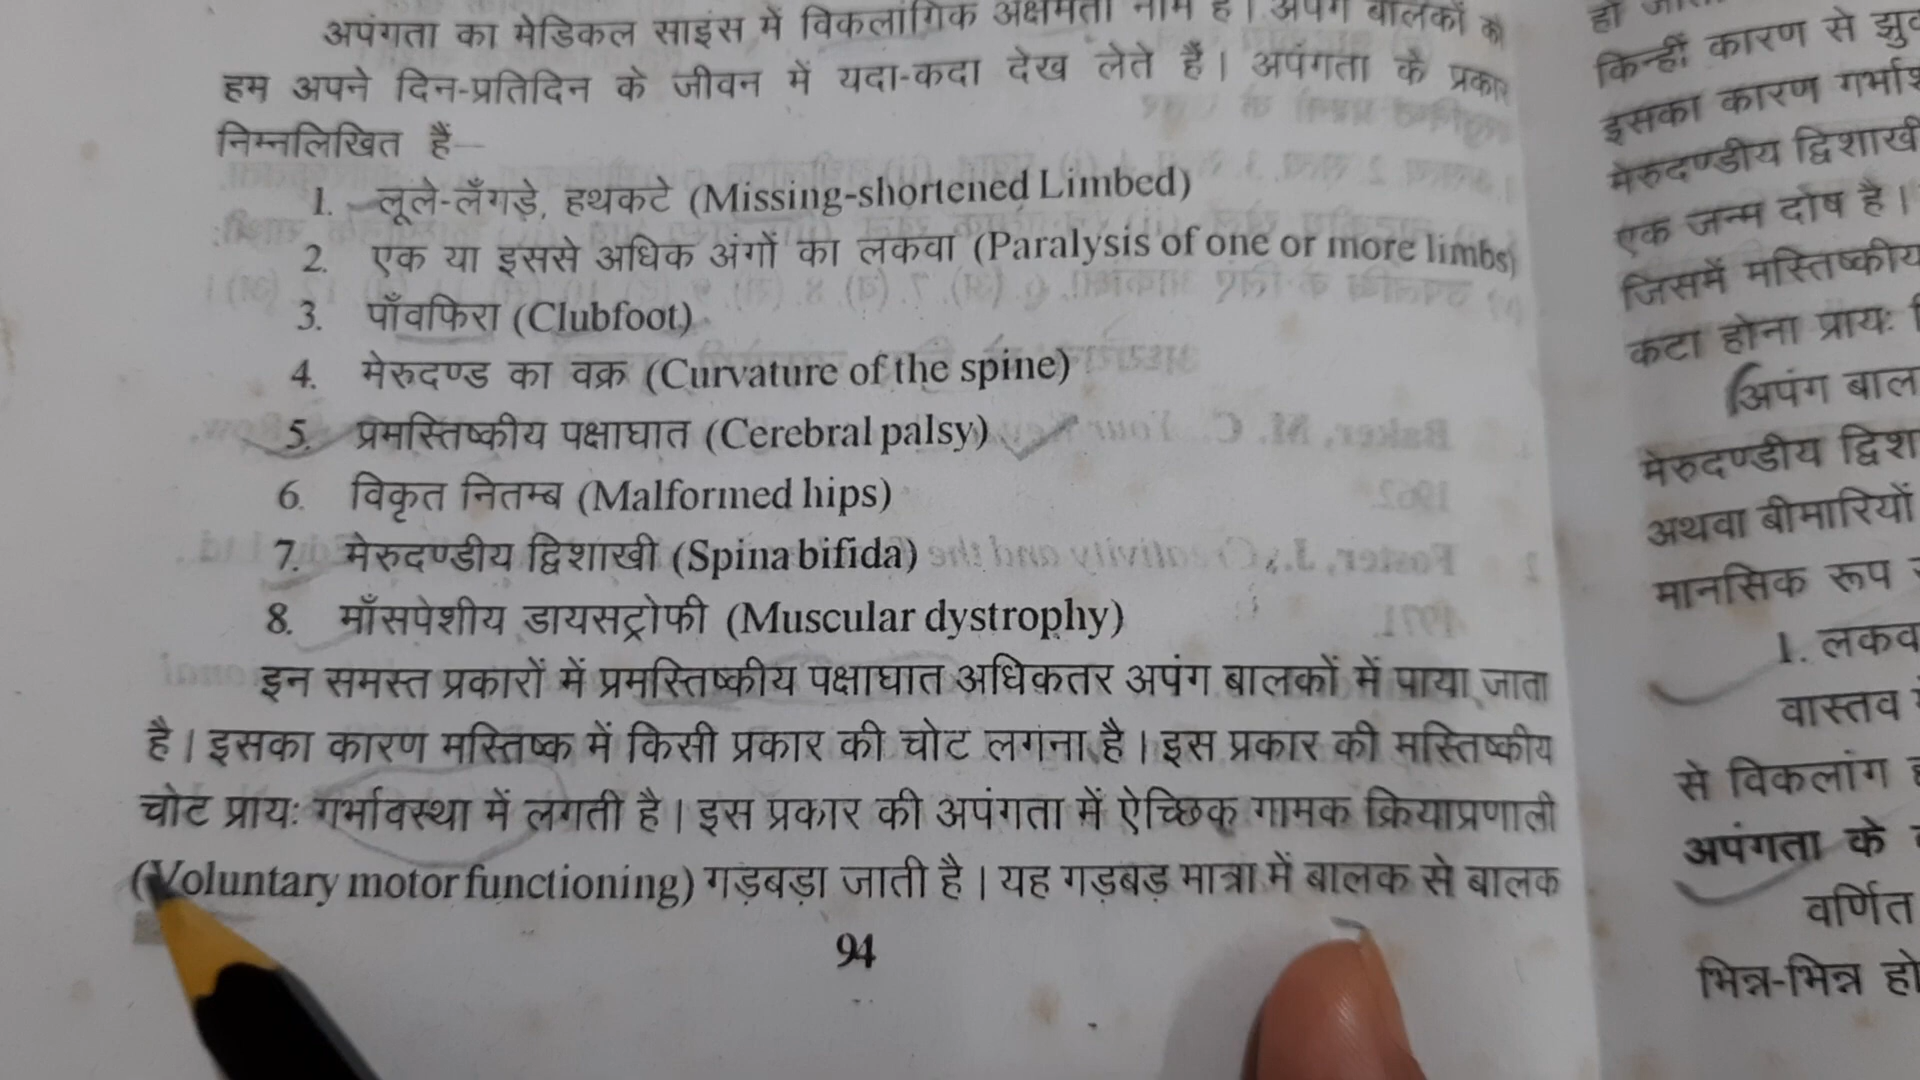 अपंगता का मेडिकल साइंस में विकलांगिक अक्षमता नाम है। अपंग बालकों को
हम अपने दिन-प्रतिदिन के जीवन में यदा-कदा देख लेते हैं। अपंगता के प्रकार
निम्नलिखित हैं—
1. लूले-लँगड़े, हथकटे (Missing-shortened Limbed)
2. एक या इससे अधिक अंगों का लकवा (Paralysis of one or more limbs)
3. पाँवफिरा (Clubfoot)
4. मेरुदण्ड का वक्र (Curvature of the spine)
5. प्रमस्तिष्कीय पक्षाघात (Cerebral palsy)
6. विकृत नितम्ब (Malformed hips)
7. मेरुदण्डीय द्विशाखी (Spina bifida)
8. माँसपेशीय डायसट्रोफी (Muscular dystrophy)
इन समस्त प्रकारों में प्रमस्तिष्कीय पक्षाघात अधिकतर अपंग बालकों में पाया जाता
है। इसका कारण मस्तिष्क में किसी प्रकार की चोट लगना है। इस प्रकार की मस्तिष्कीय
चोट प्रायः गर्भावस्था में लगती है। इस प्रकार की अपंगता में ऐच्छिक गामक क्रियाप्रणाली
(Voluntary motor functioning) गड़बड़ा जाती है। यह गड़बड़ मात्रा में बालक से बालक
94
किन्हीं कारण से
इसका कारण
मेरुदण्डीय
एक जन्म दोष है।
जिसमें मस्तिष्कीय
कटा होना प्रायः
अपंग
मेरुदण्डीय
अथवा बीमारियों
मानसिक रूप
1.
वास्तव
से विकलांग
अपंगता के
वर्णित
भिन्न-भिन्न